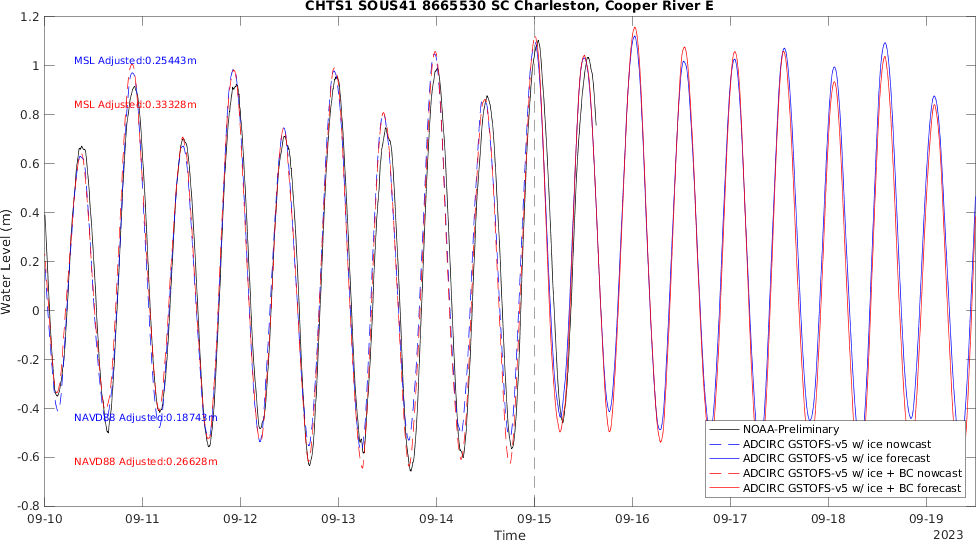 CHTS1 SOUS41 8665530 SC Charleston, Cooper River E
1.2
1
0.8
0.6
0.4
0.2
0
-0.2
-0.4
-0.6
-0.8
Water Level (m)
MSL Adjusted:0.25443m
MSL Adjusted:0.33328m
NAVD88 Adjusted:0.18743m
NAVD88 Adjusted:0.26628m
NOAA-Preliminary
ADCIRC GSTOFS-v5 w/ ice nowcast
ADCIRC GSTOFS-v5 w/ ice forecast
ADCIRC GSTOFS-v5 w/ ice + BC nowcast
ADCIRC GSTOFS-v5 w/ ice + BC forecast
09-10 09-11 09-12 09-13 09-14 09-15 09-16 09-17 09-18 09-19
Time
2023